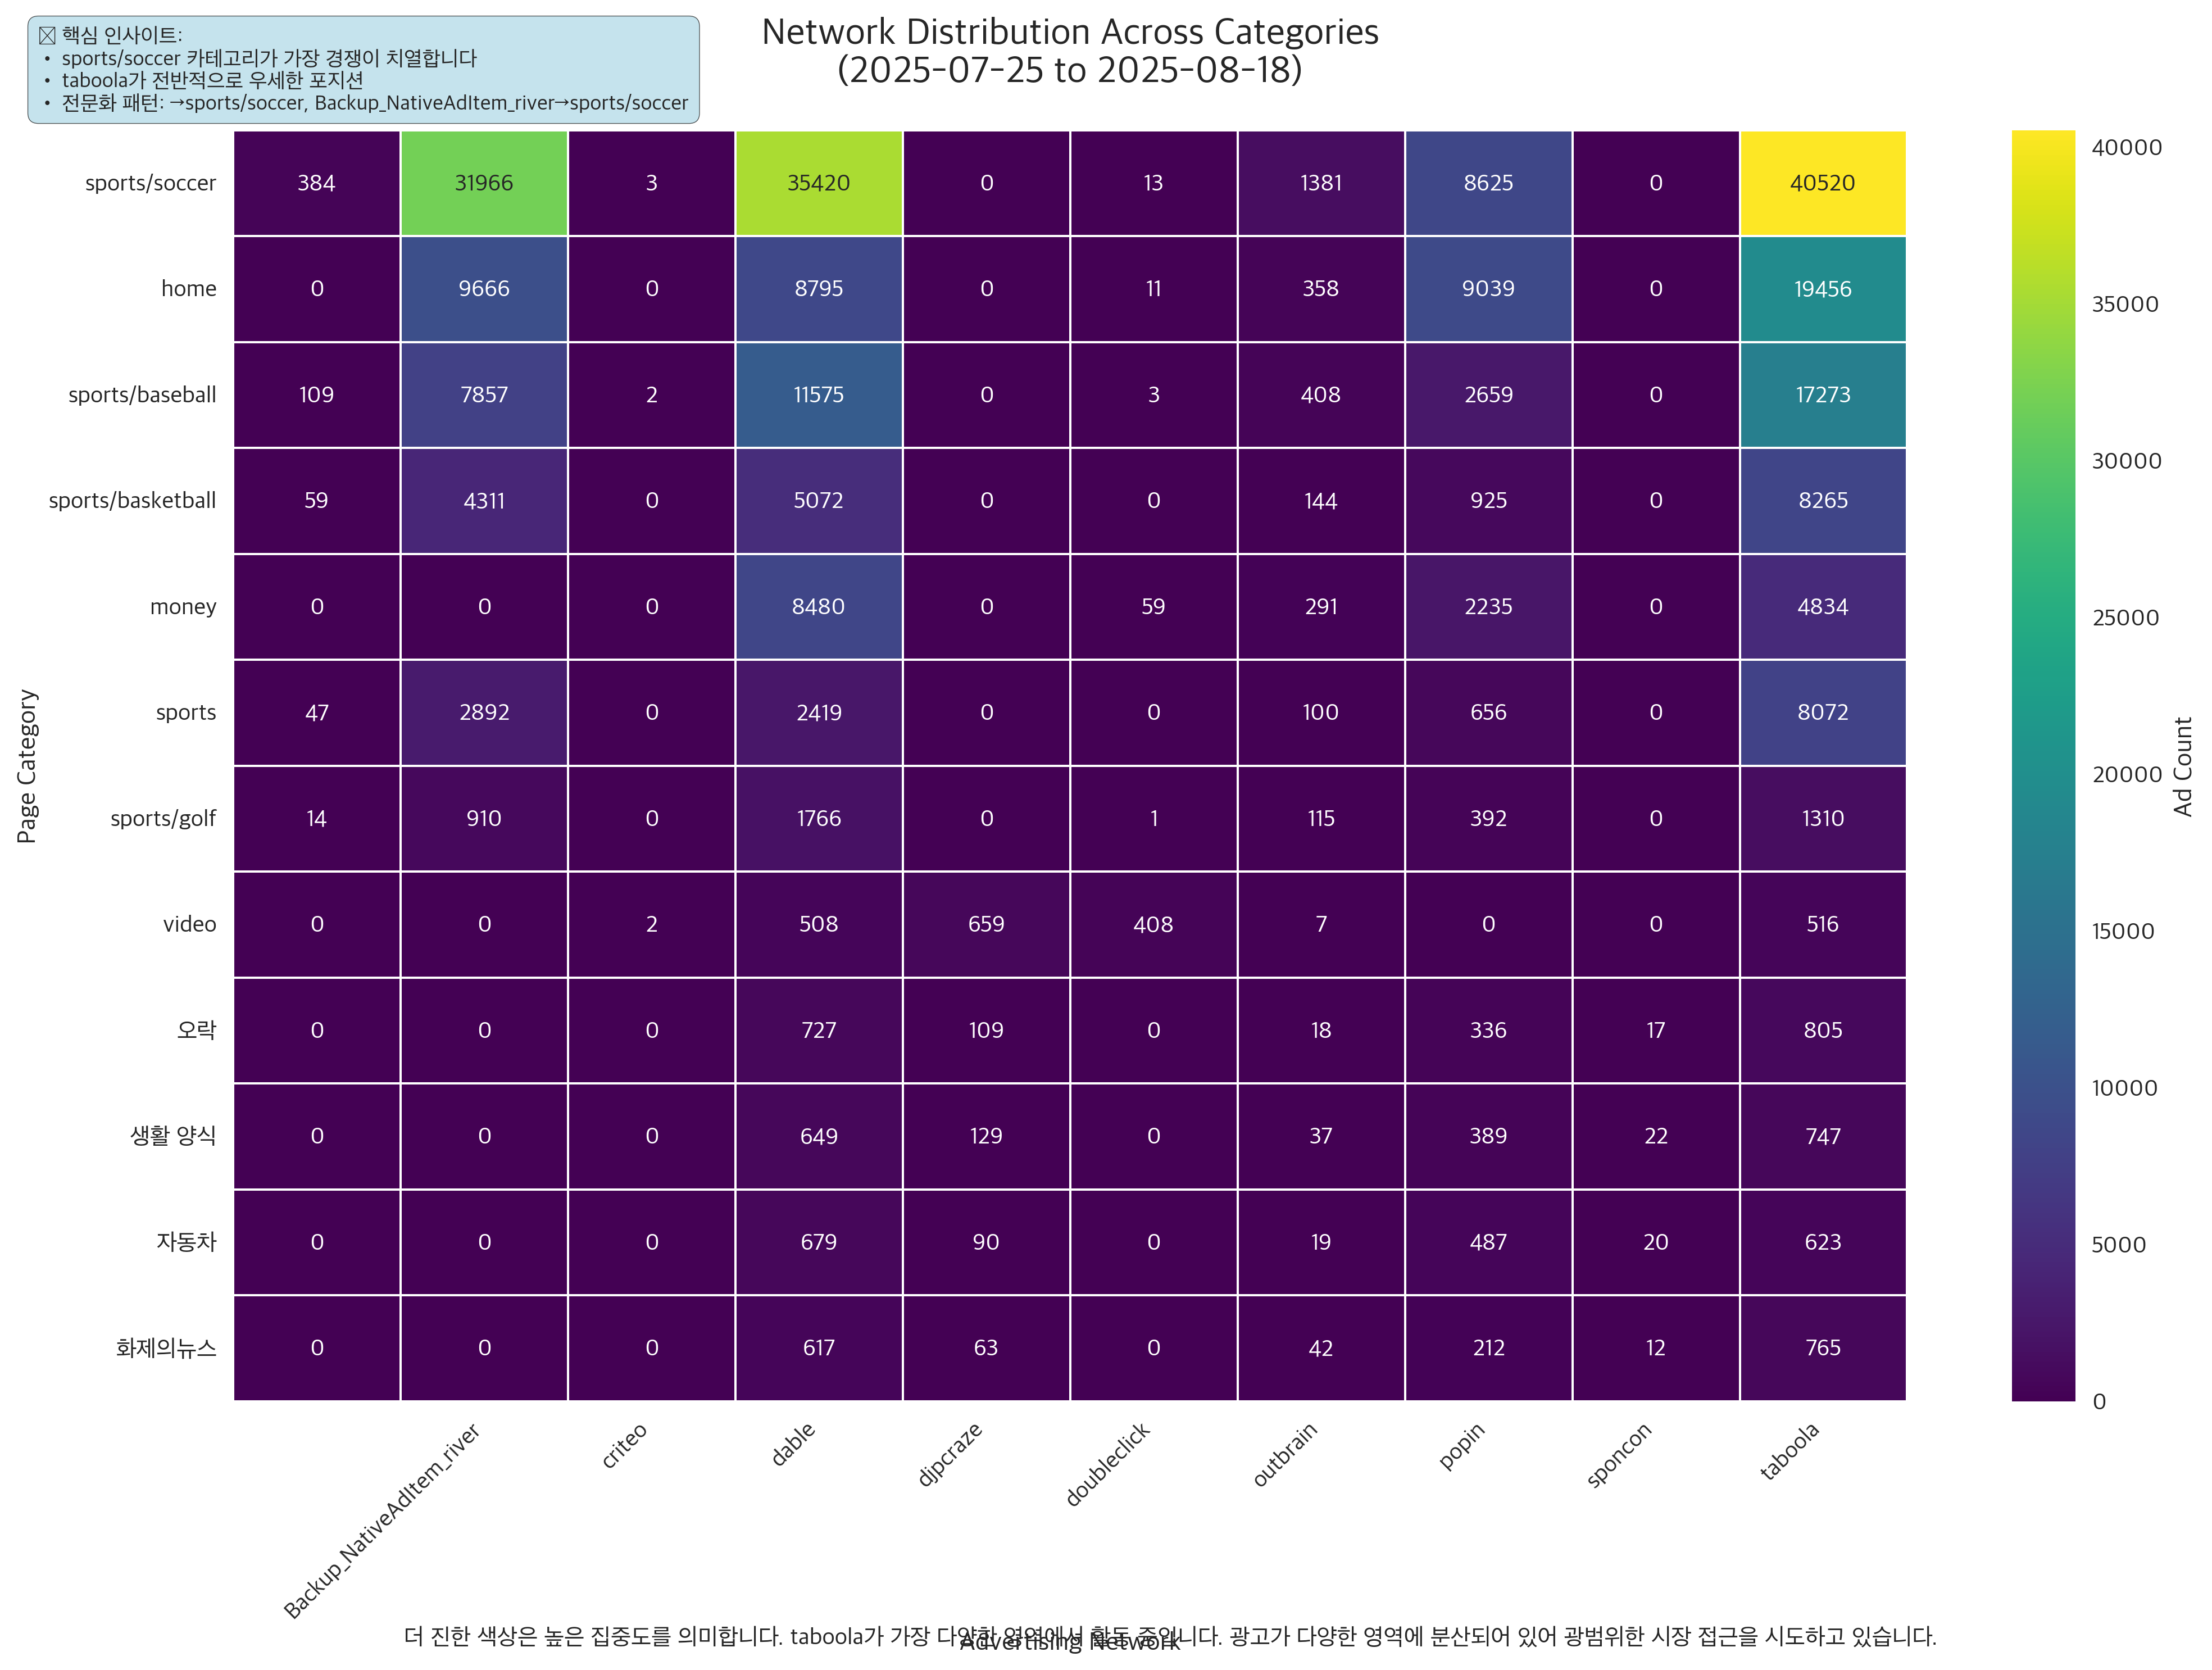 핵심 인사이트:
• sports/soccer 카테고리가 가장 경쟁이 치열합니다
• taboola가 전반적으로 우세한 포지션
• 전문화 패턴: →sports/soccer, Backup_NativeAdItem_river→sports/soccer
Network Distribution Across Categories
(2025-07-25 to 2025-08-18)
Page Category
sports/soccer 384 31966 3 35420 0 13 1381 8625 0 40520
home 0 9666 0 8795 0 11 358 9039 0 19456
sports/baseball 109 7857 2 11575 0 3 408 2659 0 17273
sports/basketball 59 4311 0 5072 0 0 144 925 0 8265
money 0 0 0 8480 0 59 291 2235 0 4834
sports 47 2892 0 2419 0 0 100 656 0 8072
sports/golf 14 910 0 1766 0 1 115 392 0 1310
video 0 0 2 508 659 408 7 0 0 516
오락 0 0 0 727 109 0 18 336 17 805
생활 양식 0 0 0 649 129 0 37 389 22 747
자동차 0 0 0 679 90 0 19 487 20 623
화제의뉴스 0 0 0 617 63 0 42 212 12 765
Backup_NativeAdItem_river criteo dable djpcraze doubleclick outbrain popin sponcon taboola
40000
35000
30000
25000
20000
15000
10000
5000
0
Ad Count
더 진한 색상은 높은 집중도를 의미합니다. taboola가 가장 다양한 영역에서 활동 중입니다. 광고가 다양한 영역에 분산되어 있어 광범위한 시장 접근을 시도하고 있습니다.
Advertising Network